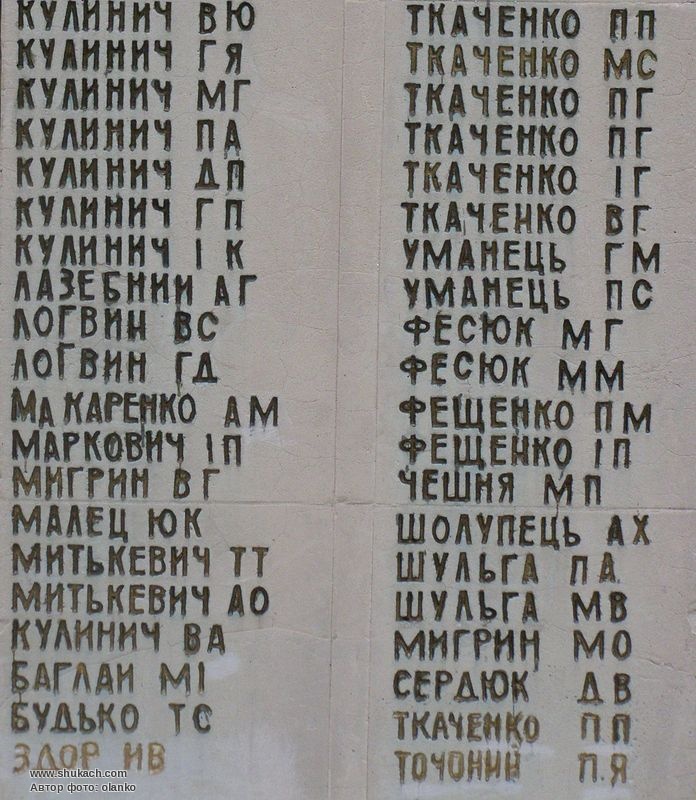 КУЛИНИЧ ВЮ
КУЛИНИЧ ГЯ
КУЛИНИЧ МГ
КУЛИНИЧ ПА
КУЛИНИЧ ДП
КУЛИНИЧ ГП
КУЛИНИЧ ІК
ЛАЗЕБНИЙ АГ
ЛОГВИН ВС
ЛОГВИН ГД
МАКАРЕНКО АМ
МАРКОВИЧ ІП
МИГРИН ВГ
МАЛЕЦ ЮК
МИТЬКЕВИЧ ТТ
МИТЬКЕВИЧ АО
КУЛИНИЧ ВА
БАГЛАЙ МІ
БУДЬКО ТС
ЗДОР ИВ
ТКАЧЕНКО ПП
ТКАЧЕНКО МС
ТКАЧЕНКО ПГ
ТКАЧЕНКО ПГ
ТКАЧЕНКО ІГ
ТКАЧЕНКО ВГ
УМАНЕЦЬ ГМ
УМАНЕЦЬ ПС
ФЕСЮК МГ
ФЕСЮК ММ
ФЕЩЕНКО ПМ
ФЕЩЕНКО ІП
ЧЕШНЯ МП
ШОЛУПЕЦЬ АХ
ШУЛЬГА ПА
ШУЛЬГА МВ
МИГРИН МО
СЕРДЮК ДВ
ТКАЧЕНКО ПП
ТОЧОНИЙ ПЯ
www.shukach.com
Автор фото: olanko